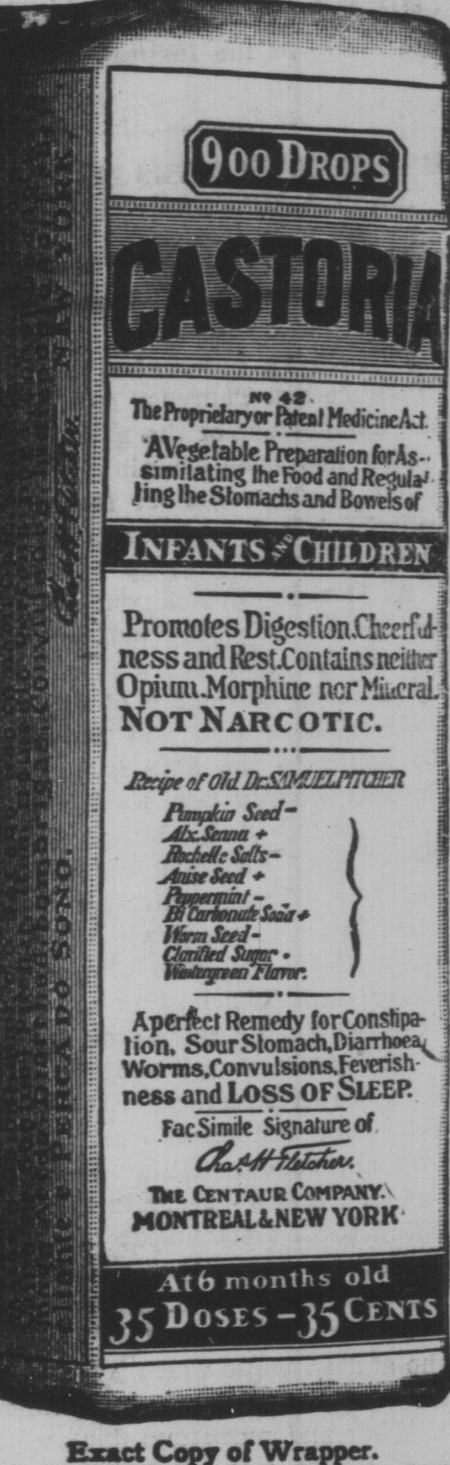 900 DROPS
CASTORIA
No 42.
The Proprietary or Patent Medicine Act.
A Vegetable Preparation for As-
similating the Food and Regula-
ting the Stomachs and Bowels of
INFANTS AND CHILDREN
Promotes Digestion.Cheerful-
ness and Rest.Contains neither
Opium.Morphine nor Mineral.
NOT NARCOTIC.
Recipe of Old Dr.SAMUEL PITCHER
Pumpkin Seed -
Alx.Senna +
Rochelle Salts -
Anise Seed +
Peppermint -
Bi Carbonate Soda +
Worm Seed -
Clarified Sugar -
Wintergreen Flavor.
A perfect Remedy for Constipa-
tion, Sour Stomach,Diarrhoea,
Worms,Convulsions,Feverish-
ness and LOSS OF SLEEP.
Fac Simile Signature of
Chas H Fletcher.
THE CENTAUR COMPANY.
MONTREAL & NEW YORK
At 6 months old
35 DOSES - 35 CENTS
NEW YORK
PERCA DO SONO.
Exact Copy of Wrapper.